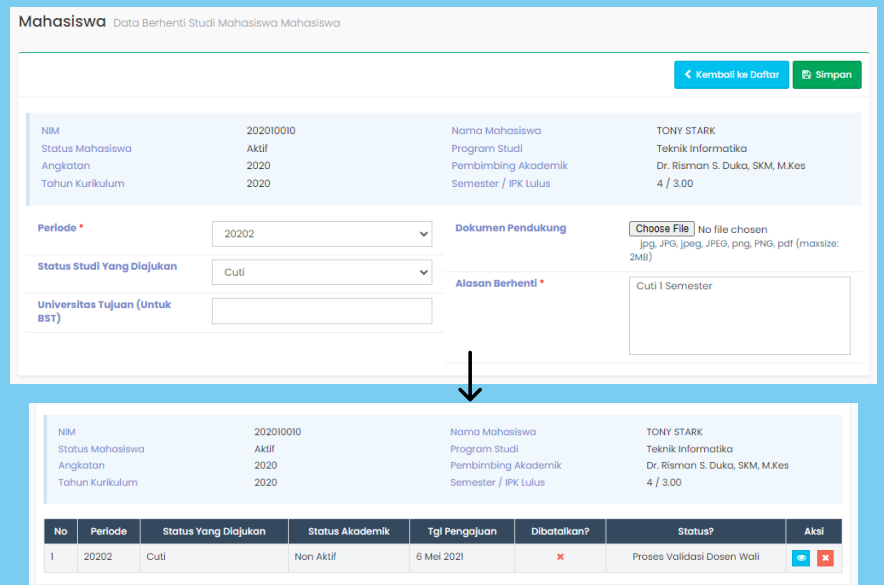 Mahasiswa Data Berhenti Studi Mahasiswa Mahasiswa
Kembali ke Daftar Simpan
NIM 202010010 Nama Mahasiswa TONY STARK
Status Mahasiswa Aktif Program Studi Teknik Informatika
Angkatan 2020 Pembimbing Akademik Dr. Risman S. Duka, SKM, M.Kes
Tahun Kurikulum 2020 Semester / IPK Lulus 4 / 3.00
Periode * 20202 Dokumen Pendukung Choose File No file chosen
jpg, JPG, jpeg, JPEG, png, PNG, pdf (maxsize:
2MB)
Status Studi Yang Diajukan Cuti
Alasan Berhenti * Cuti 1 Semester
Universitas Tujuan (Untuk
BST)
NIM 202010010 Nama Mahasiswa TONY STARK
Status Mahasiswa Aktif Program Studi Teknik Informatika
Angkatan 2020 Pembimbing Akademik Dr. Risman S. Duka, SKM, M.Kes
Tahun Kurikulum 2020 Semester / IPK Lulus 4 / 3.00
No Periode Status Yang Diajukan Status Akademik Tgl Pengajuan Dibatalkan? Status? Aksi
1 20202 Cuti Non Aktif 6 Mei 2021 Proses Validasi Dosen Wali